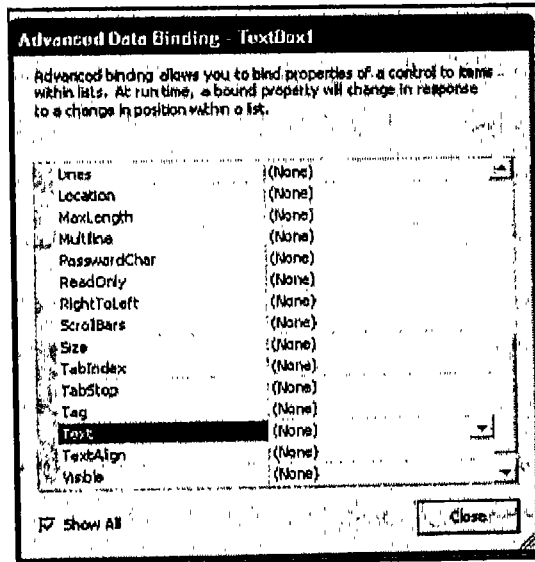 Advanced Data Binding - TextBox1
Advanced binding allows you to bind properties of a control to items
within lists. At run time, a bound property will change in response
to a change in position within a list.
Lines (None)
Location (None)
MaxLength (None)
Multiline (None)
PasswordChar (None)
ReadOnly (None)
RightToLeft (None)
ScrollBars (None)
Size (None)
TabIndex (None)
TabStop (None)
Tag (None)
Text (None)
TextAlign (None)
Visible (None)
Show All
Close